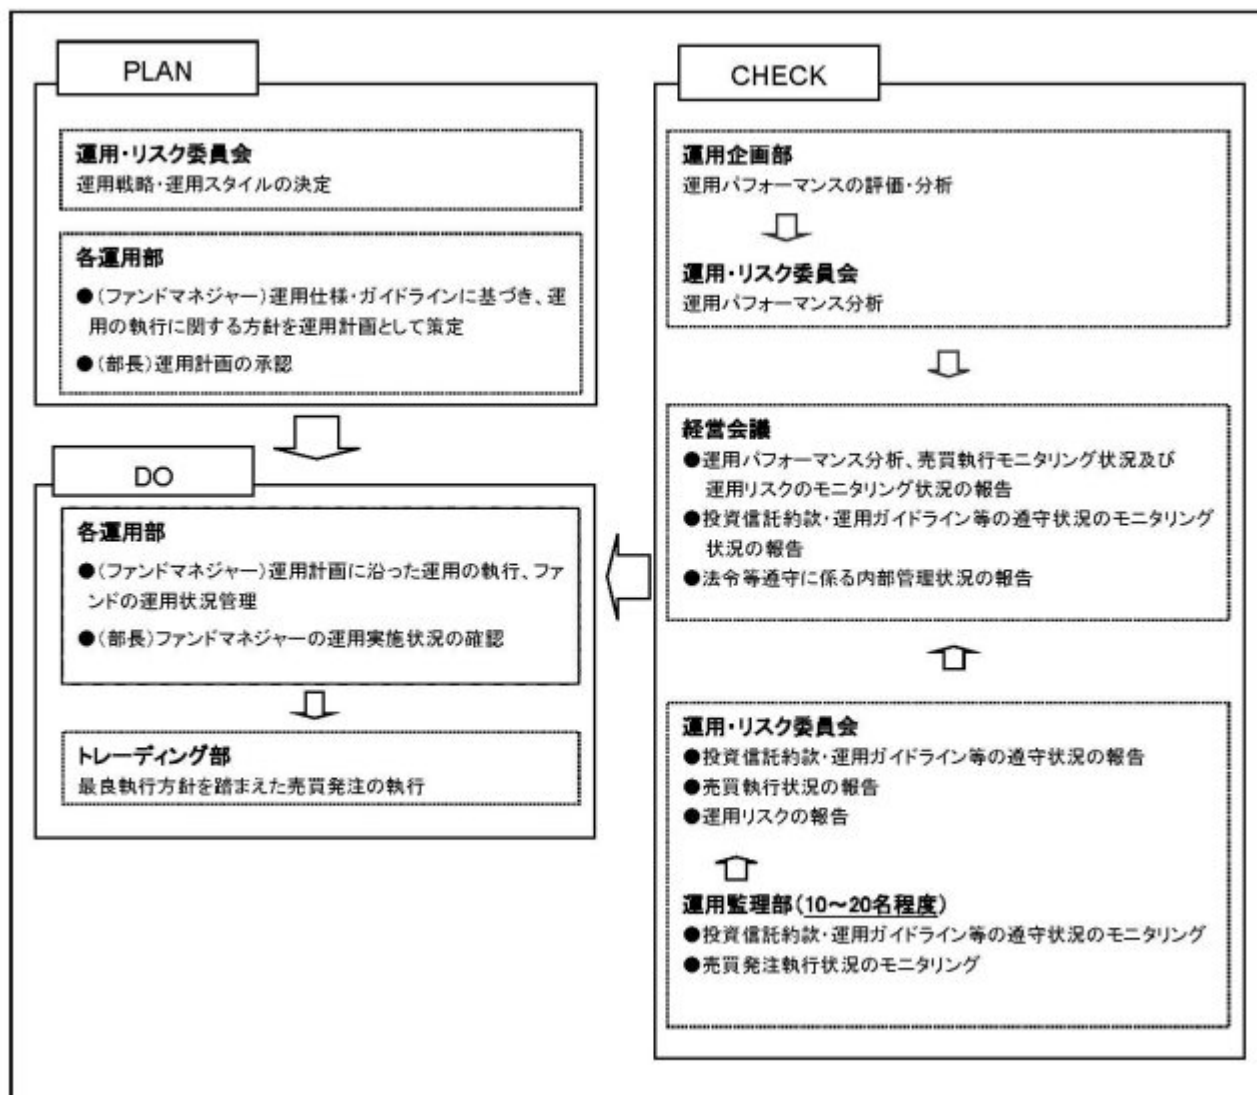 PLAN
運用・リスク委員会
運用戦略・運用スタイルの決定
各運用部
●(ファンドマネジャー)運用仕様・ガイドラインに基づき、運
用の執行に関する方針を運用計画として策定
●(部長)運用計画の承認
DO
各運用部
●(ファンドマネジャー)運用計画に沿った運用の執行、ファ
ンドの運用状況管理
●(部長)ファンドマネジャーの運用実施状況の確認
トレーディング部
最良執行方針を踏まえた売買発注の執行
CHECK
運用企画部
運用パフォーマンスの評価・分析
運用・リスク委員会
運用パフォーマンス分析
経営会議
●運用パフォーマンス分析、売買執行モニタリング状況及び
運用リスクのモニタリング状況の報告
●投資信託約款・運用ガイドライン等の遵守状況のモニタリング
状況の報告
●法令等遵守に係る内部管理状況の報告
運用・リスク委員会
●投資信託約款・運用ガイドライン等の遵守状況の報告
●売買執行状況の報告
●運用リスクの報告
運用監理部(10～20名程度)
●投資信託約款・運用ガイドライン等の遵守状況のモニタリング
●売買発注執行状況のモニタリング